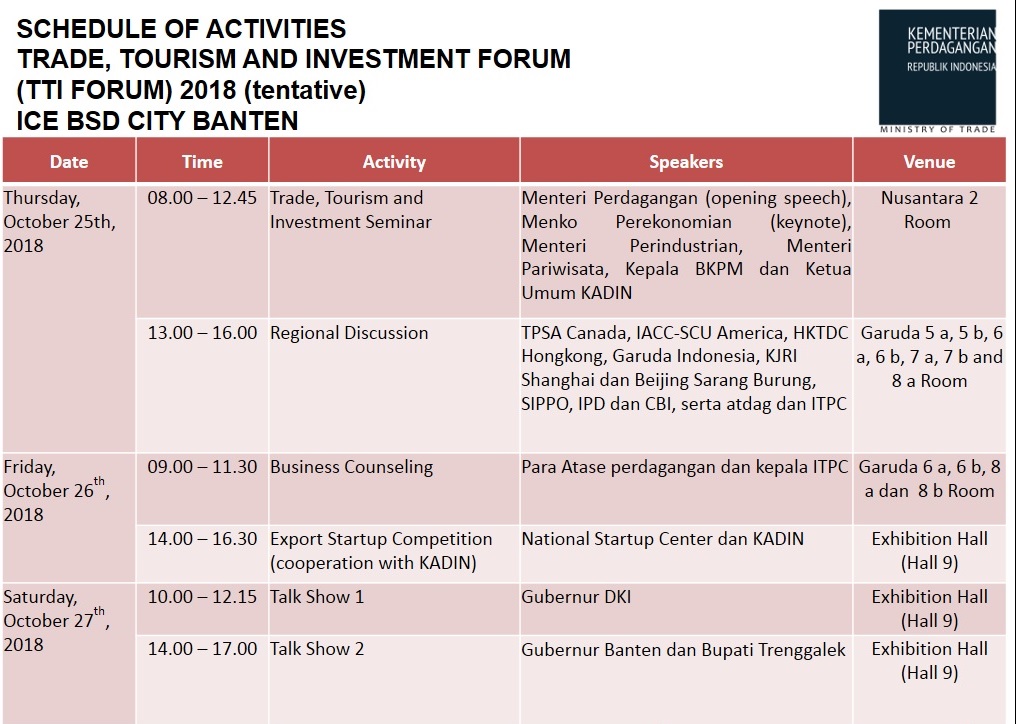 SCHEDULE OF ACTIVITIES
TRADE, TOURISM AND INVESTMENT FORUM
(TTI FORUM) 2018 (tentative)
ICE BSD CITY BANTEN
KEMENTERIAN
PERDAGANGAN
REPUBLIK INDONESIA
MINISTRY OF TRADE
Date Time Activity Speakers Venue
Thursday,
October 25th,
2018
08.00 – 12.45
Trade, Tourism and
Investment Seminar
Menteri Perdagangan (opening speech),
Menko Perekonomian (keynote),
Menteri Perindustrian, Menteri
Pariwisata, Kepala BKPM dan Ketua
Umum KADIN
Nusantara 2
Room
13.00 – 16.00
Regional Discussion
TPSA Canada, IACC-SCU America, HKTDC
Hongkong, Garuda Indonesia, KJRI
Shanghai dan Beijing Sarang Burung,
SIPPO, IPD dan CBI, serta atdag dan ITPC
Garuda 5 a, 5 b, 6
a, 6 b, 7 a, 7 b and
8 a Room
Friday,
October 26th,
2018
09.00 – 11.30
Business Counseling
Para Atase perdagangan dan kepala ITPC
Garuda 6 a, 6 b, 8
a dan 8 b Room
14.00 – 16.30
Export Startup Competition
(cooperation with KADIN)
National Startup Center dan KADIN
Exhibition Hall
(Hall 9)
Saturday,
October 27th,
2018
10.00 – 12.15
Talk Show 1
Gubernur DKI
Exhibition Hall
(Hall 9)
14.00 – 17.00
Talk Show 2
Gubernur Banten dan Bupati Trenggalek
Exhibition Hall
(Hall 9)